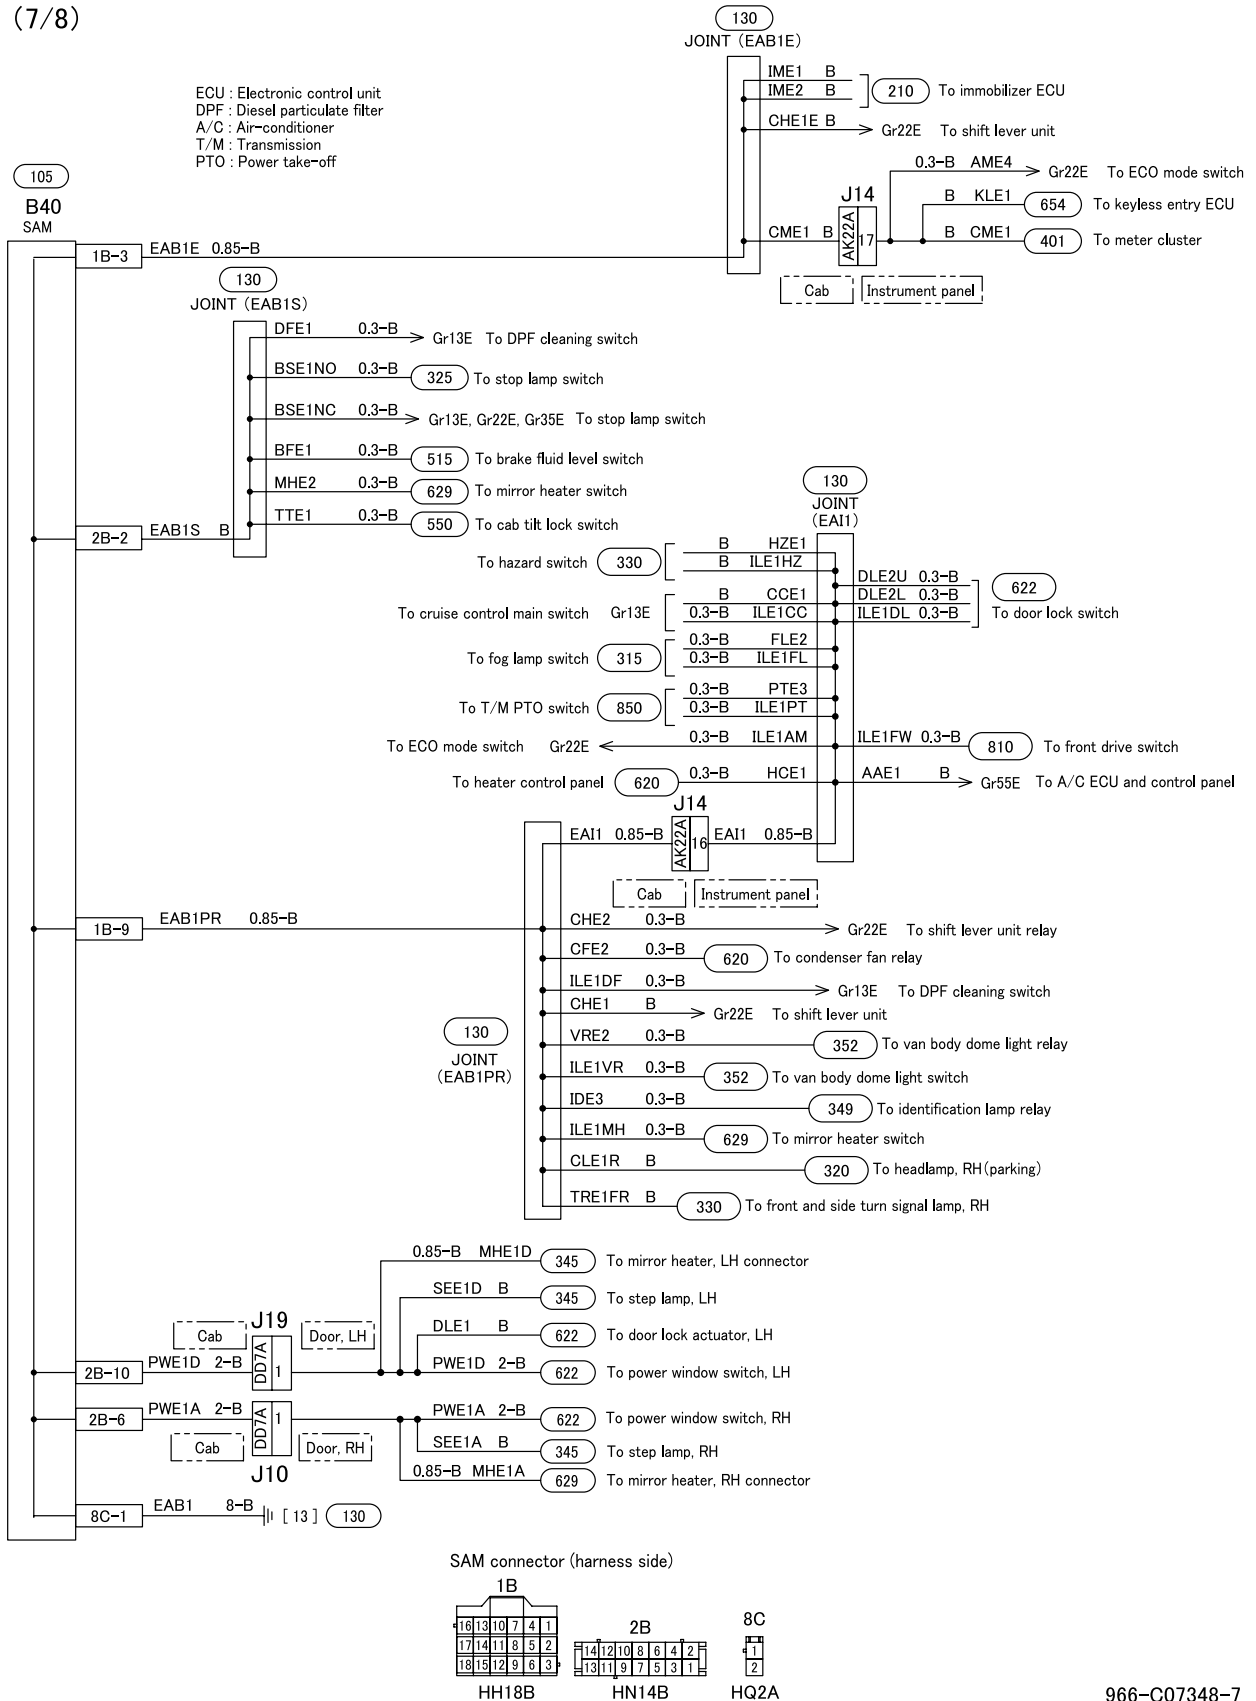 (7/8)
130
JOINT (EAB1E)
ECU : Electronic control unit
DPF : Diesel particulate filter
A/C : Air-conditioner
T/M : Transmission
PTO : Power take-off
IME1 B
IME2 B
210 To immobilizer ECU
CHE1E B Gr22E To shift lever unit
0.3-B AME4 Gr22E To ECO mode switch
J14
B KLE1 654 To keyless entry ECU
CME1 B AK22A 17 B CME1 401 To meter cluster
Cab Instrument panel
105
B40
SAM
1B-3 EAB1E 0.85-B
130
JOINT (EAB1S)
DFE1 0.3-B Gr13E To DPF cleaning switch
BSE1NO 0.3-B 325 To stop lamp switch
BSE1NC 0.3-B Gr13E, Gr22E, Gr35E To stop lamp switch
BFE1 0.3-B 515 To brake fluid level switch
MHE2 0.3-B 629 To mirror heater switch
TTE1 0.3-B 550 To cab tilt lock switch
2B-2 EAB1S B
130
JOINT
(EAI1)
To hazard switch 330
B HZE1
B ILE1HZ
DLE2U 0.3-B
DLE2L 0.3-B
ILE1DL 0.3-B
622
To door lock switch
To cruise control main switch Gr13E
B CCE1
0.3-B ILE1CC
To fog lamp switch 315
0.3-B FLE2
0.3-B ILE1FL
To T/M PTO switch 850
0.3-B PTE3
0.3-B ILE1PT
To ECO mode switch Gr22E 0.3-B ILE1AM
ILE1FW 0.3-B 810 To front drive switch
To heater control panel 620 0.3-B HCE1
AAE1 B Gr55E To A/C ECU and control panel
J14
EAI1 0.85-B AK22A 16 EAI1 0.85-B
Cab Instrument panel
1B-9 EAB1PR 0.85-B
CHE2 0.3-B Gr22E To shift lever unit relay
CFE2 0.3-B 620 To condenser fan relay
ILE1DF 0.3-B Gr13E To DPF cleaning switch
CHE1 B Gr22E To shift lever unit
130
JOINT
(EAB1PR)
VRE2 0.3-B 352 To van body dome light relay
ILE1VR 0.3-B 352 To van body dome light switch
IDE3 0.3-B 349 To identification lamp relay
ILE1MH 0.3-B 629 To mirror heater switch
CLE1R B 320 To headlamp, RH(parking)
TRE1FR B 330 To front and side turn signal lamp, RH
0.85-B MHE1D 345 To mirror heater, LH connector
SEE1D B 345 To step lamp, LH
J19
Cab Door, LH
DLE1 B 622 To door lock actuator, LH
2B-10 PWE1D 2-B DD7A 1 PWE1D 2-B 622 To power window switch, LH
2B-6 PWE1A 2-B DD7A 1 PWE1A 2-B 622 To power window switch, RH
Cab Door, RH
J10
SEE1A B 345 To step lamp, RH
0.85-B MHE1A 629 To mirror heater, RH connector
8C-1 EAB1 8-B [ 13 ] 130
SAM connector (harness side)
1B
16 13 10 7 4 1
17 14 11 8 5 2
18 15 12 9 6 3
HH18B
2B
14 12 10 8 6 4 2
13 11 9 7 5 3 1
HN14B
8C
1
2
HQ2A
966-C07348-7